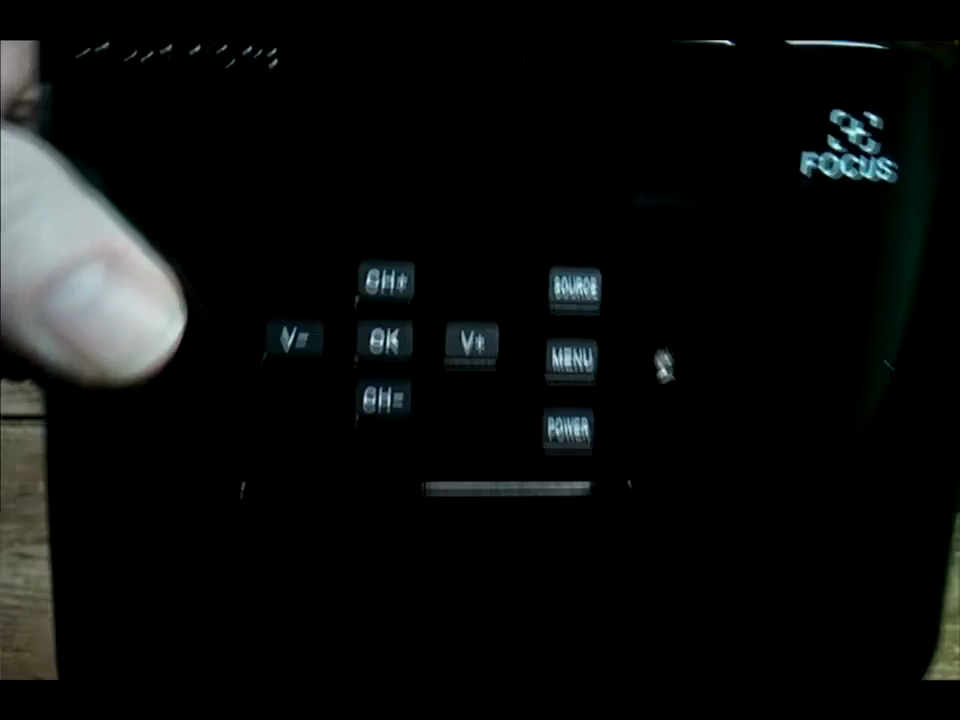 FOCUS
CH+
SOURCE
V-
OK
V+
MENU
CH-
POWER